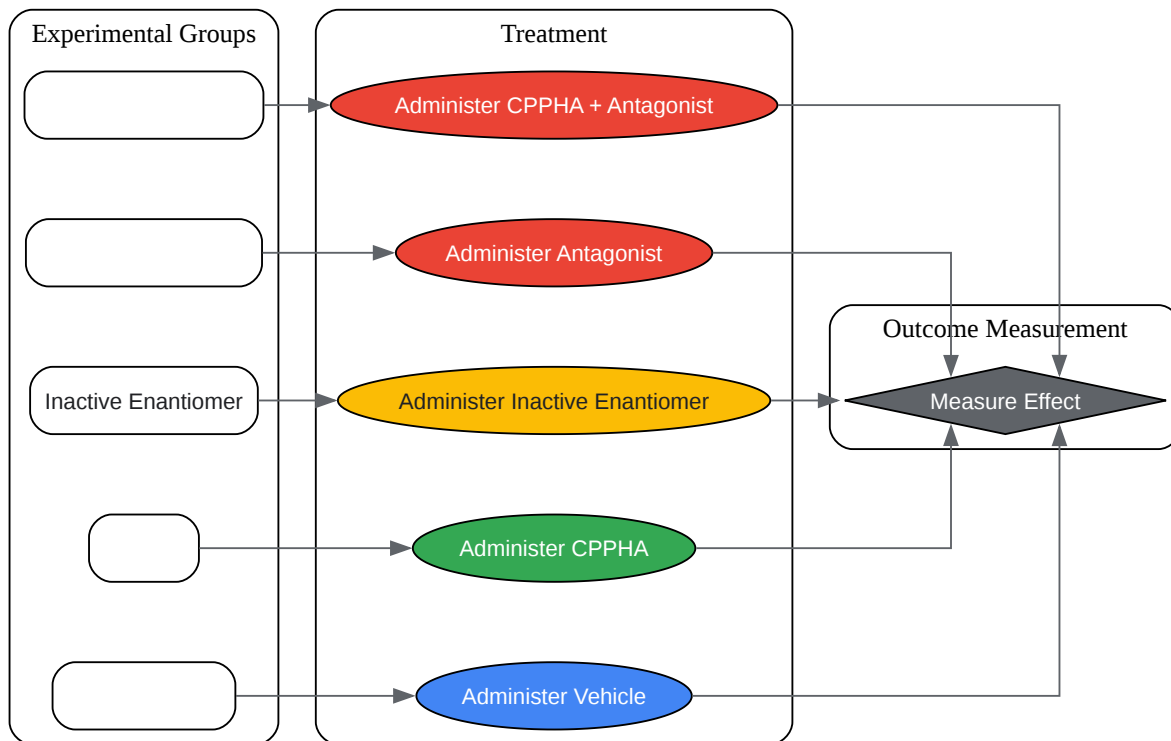 Experimental Groups
Treatment
Administer CPPHA + Antagonist
Administer Antagonist
Outcome Measurement
Inactive Enantiomer
Administer Inactive Enantiomer
Measure Effect
Administer CPPHA
Administer Vehicle